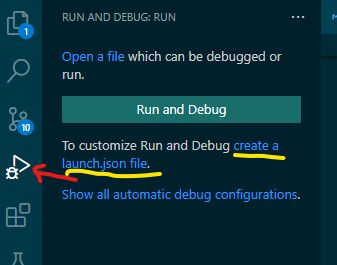 RUN AND DEBUG: RUN
...
1
Open a file which can be debugged or
run.
Run and Debug
10
To customize Run and Debug create a
launch.json file.
Show all automatic debug configurations.